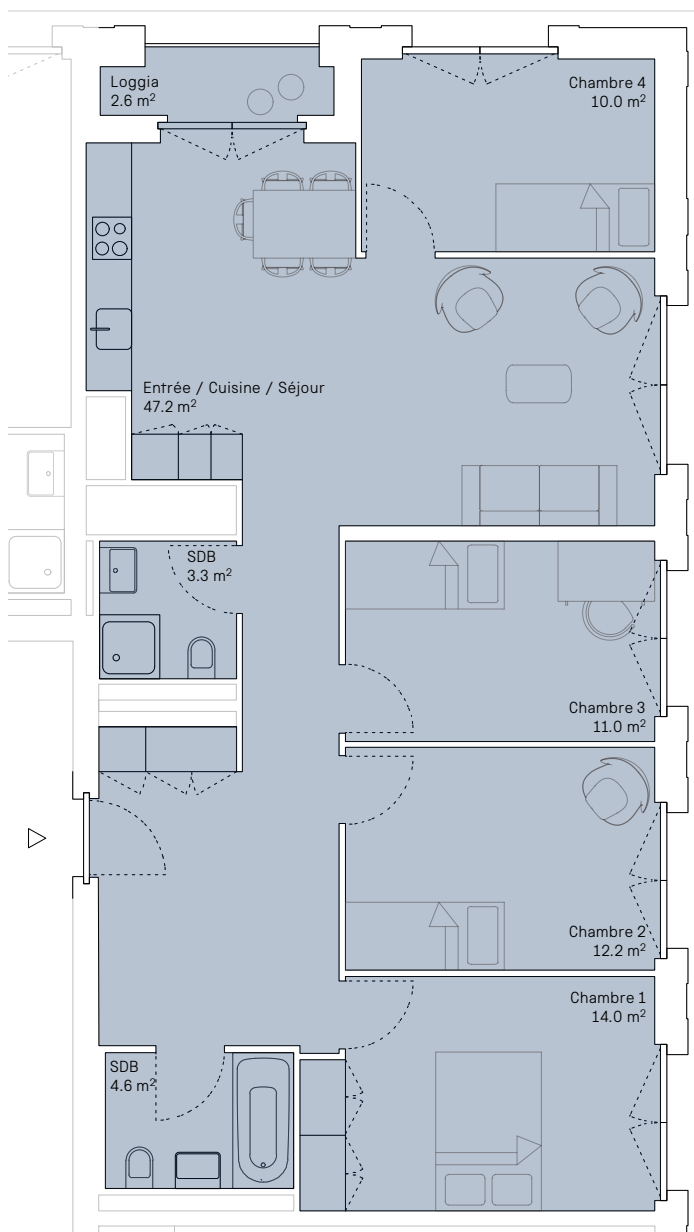 Loggia
2.6 m²
Chambre 4
10.0 m²
Entrée / Cuisine / Séjour
47.2 m²
SDB
3.3 m²
Chambre 3
11.0 m²
Chambre 2
12.2 m²
Chambre 1
14.0 m²
SDB
4.6 m²